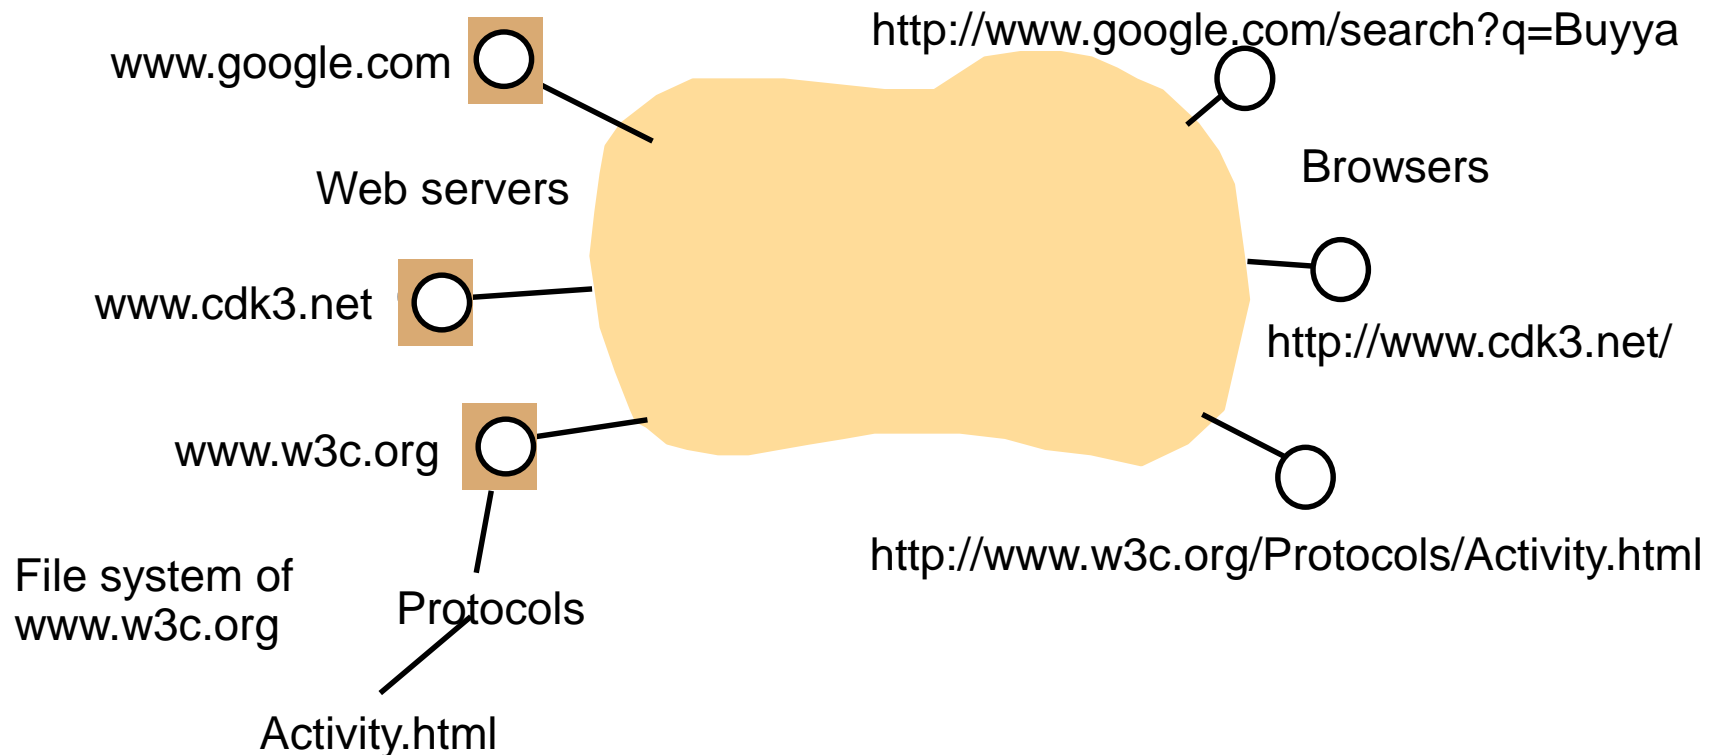 http://www.google.com/search?q=Buyya
www.google.com
Browsers
Web servers
www.cdk3.net
http://www.cdk3.net/
www.w3c.org
http://www.w3c.org/Protocols/Activity.html
File system of
www.w3c.org
Protocols
Activity.html